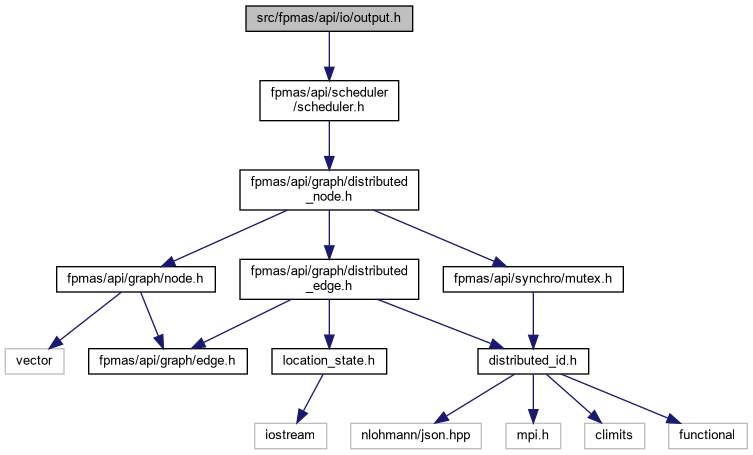 src/fpmas/api/io/output.h
fpmas/api/scheduler
/scheduler.h
fpmas/api/graph/distributed
_node.h
fpmas/api/graph/node.h
fpmas/api/graph/distributed
_edge.h
fpmas/api/synchro/mutex.h
vector
fpmas/api/graph/edge.h
location_state.h
distributed_id.h
iostream
nlohmann/json.hpp
mpi.h
climits
functional